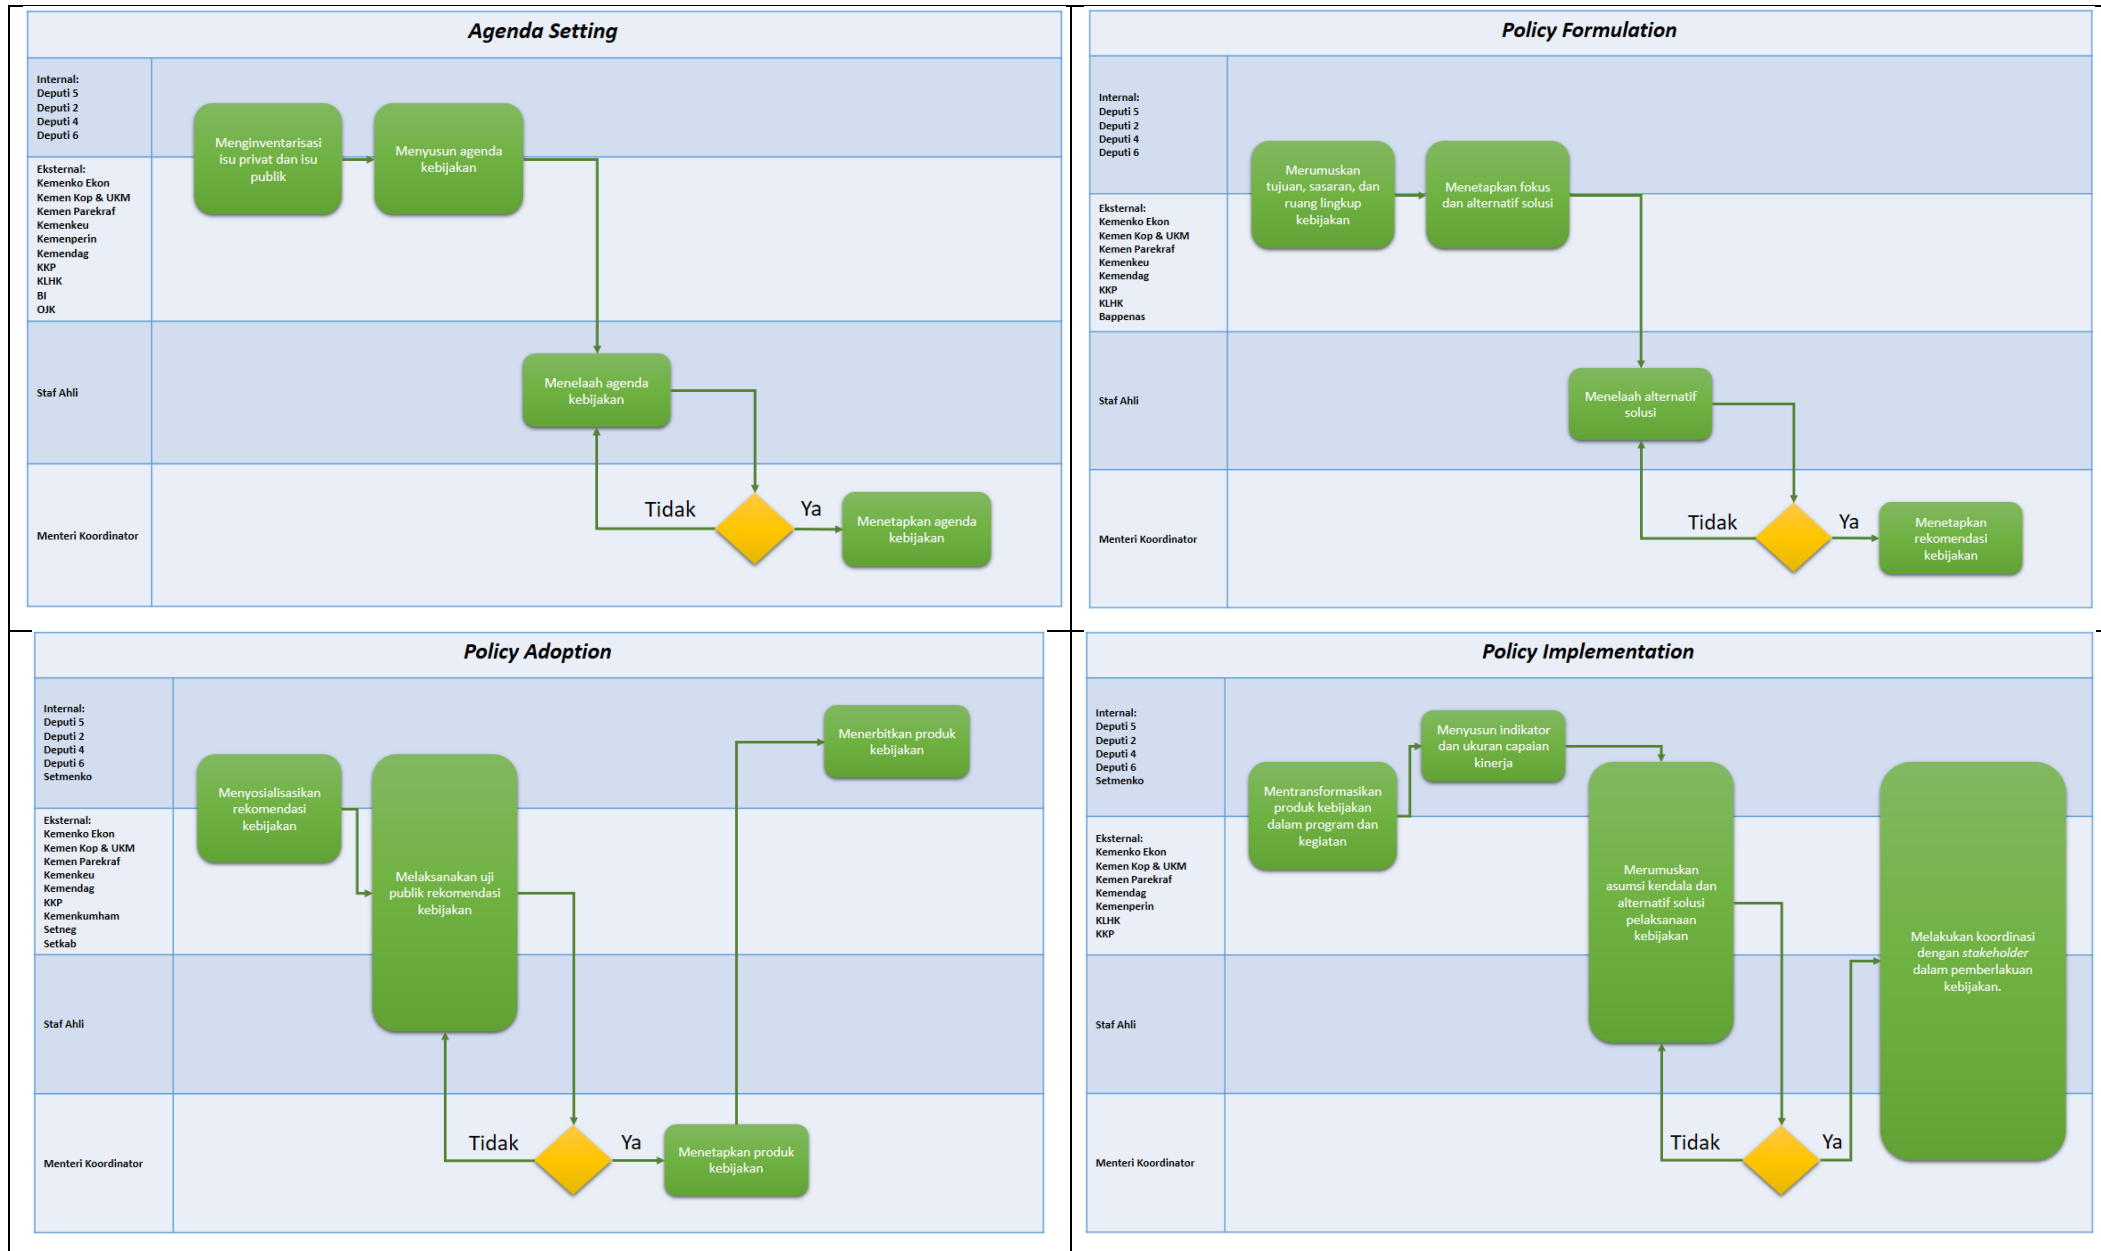 Agenda Setting
Internal:
Deputi 5
Deputi 2
Deputi 4
Deputi 6
Eksternal:
Kemenko Ekon
Kemen Kop & UKM
Kemen Parekraf
Kemenkeu
Kemenperin
Kemendag
KKP
KLHK
BI
OJK
Staf Ahli
Menteri Koordinator
Menginventarisasi
isu privat dan isu
publik
Menyusun agenda
kebijakan
Menelaah agenda
kebijakan
Tidak
Ya
Menetapkan agenda
kebijakan
Policy Formulation
Internal:
Deputi 5
Deputi 2
Deputi 4
Deputi 6
Eksternal:
Kemenko Ekon
Kemen Kop & UKM
Kemen Parekraf
Kemenkeu
Kemendag
KKP
KLHK
Bappenas
Staf Ahli
Menteri Koordinator
Merumuskan
tujuan, sasaran, dan
ruang lingkup
kebijakan
Menetapkan fokus
dan alternatif solusi
Menelaah alternatif
solusi
Tidak
Ya
Menetapkan
rekomendasi
kebijakan
Policy Adoption
Internal:
Deputi 5
Deputi 2
Deputi 4
Deputi 6
Setmenko
Eksternal:
Kemenko Ekon
Kemen Kop & UKM
Kemen Parekraf
Kemenkeu
Kemendag
KKP
Kemenkumham
Setneg
Setkab
Staf Ahli
Menteri Koordinator
Menyosialisasikan
rekomendasi
kebijakan
Melaksanakan uji
publik rekomendasi
kebijakan
Tidak
Ya
Menetapkan produk
kebijakan
Menerbitkan produk
kebijakan
Policy Implementation
Internal:
Deputi 5
Deputi 2
Deputi 4
Deputi 6
Setmenko
Eksternal:
Kemenko Ekon
Kemen Kop & UKM
Kemen Parekraf
Kemendag
Kemenperin
KLHK
KKP
Staf Ahli
Menteri Koordinator
Mentransformasikan
produk kebijakan
dalam program dan
kegiatan
Menyusun indikator
dan ukuran capaian
kinerja
Merumuskan
asumsi kendala dan
alternatif solusi
pelaksanaan
kebijakan
Tidak
Ya
Melakukan koordinasi
dengan stakeholder
dalam pemberlakuan
kebijakan.